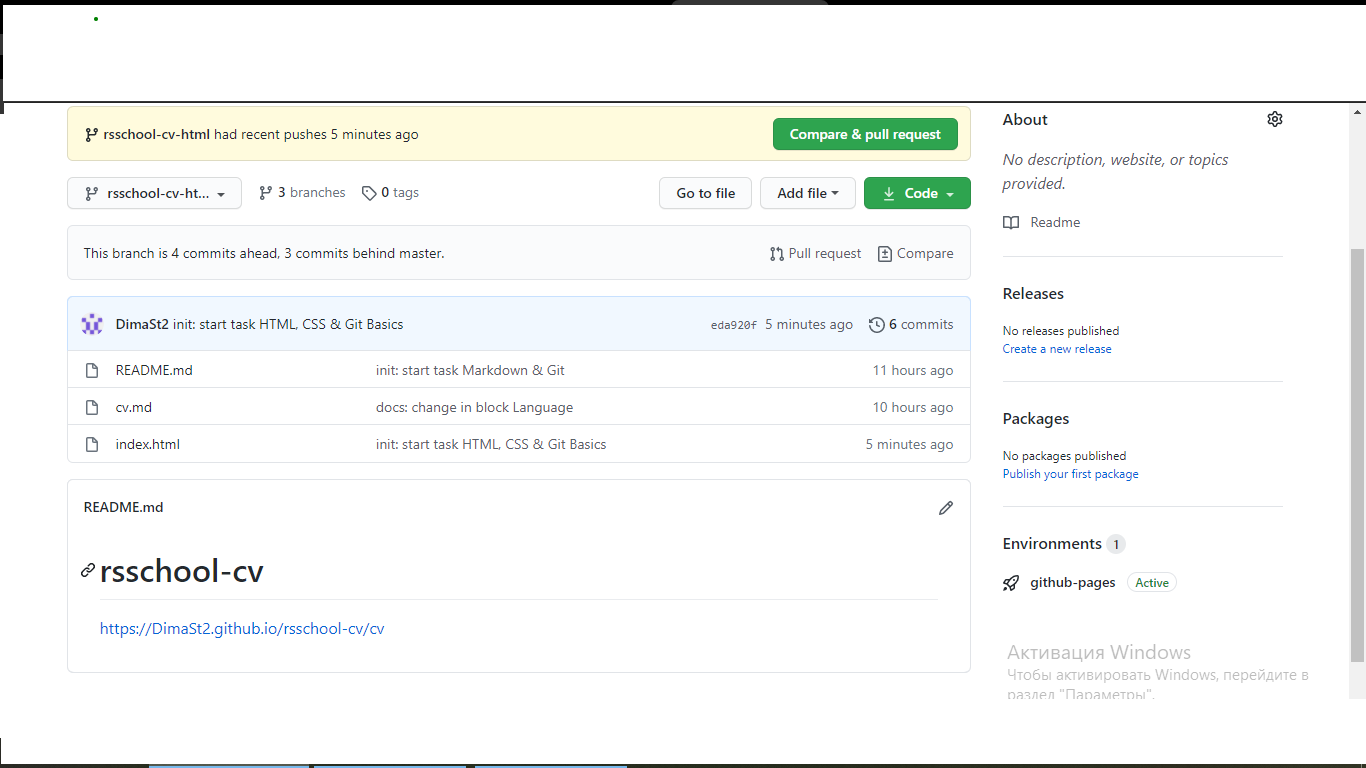 rsschool-cv-html had recent pushes 5 minutes ago
Compare & pull request
rsschool-cv-ht...
3 branches
0 tags
Go to file
Add file
Code
This branch is 4 commits ahead, 3 commits behind master.
Pull request
Compare
DimaSt2 init: start task HTML, CSS & Git Basics
eda920f 5 minutes ago
6 commits
README.md init: start task Markdown & Git 11 hours ago
cv.md docs: change in block Language 10 hours ago
index.html init: start task HTML, CSS & Git Basics 5 minutes ago
README.md
rsschool-cv
https://DimaSt2.github.io/rsschool-cv/cv
About
No description, website, or topics
provided.
Readme
Releases
No releases published
Create a new release
Packages
No packages published
Publish your first package
Environments 1
github-pages Active
Активация Windows
Чтобы активировать Windows, перейдите в
раздел "Параметры".